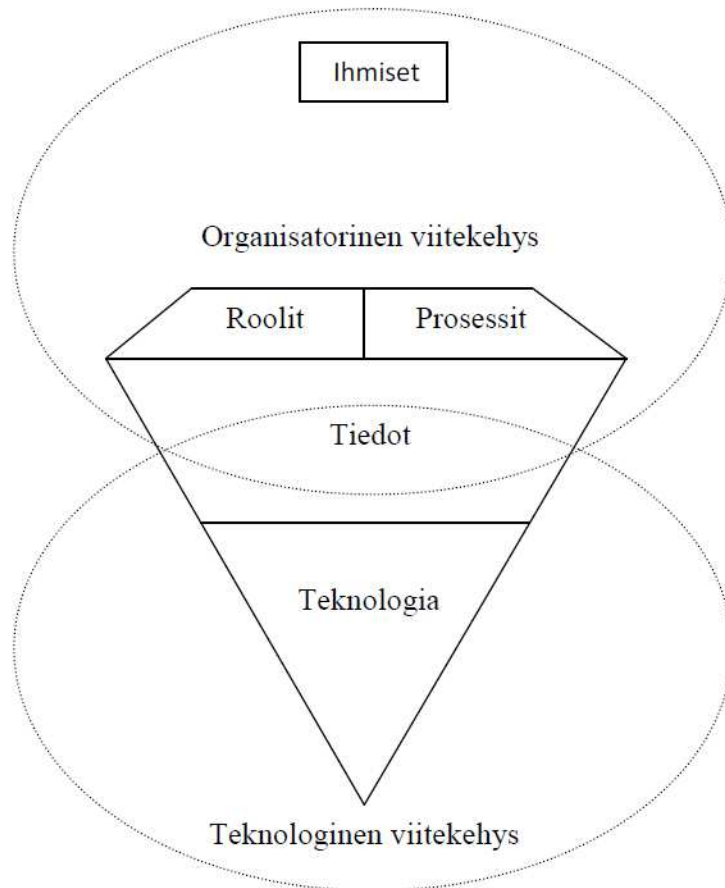 Ihmiset
Organisatorinen viitekehys
Roolit
Prosessit
Tiedot
Teknologia
Teknologinen viitekehys